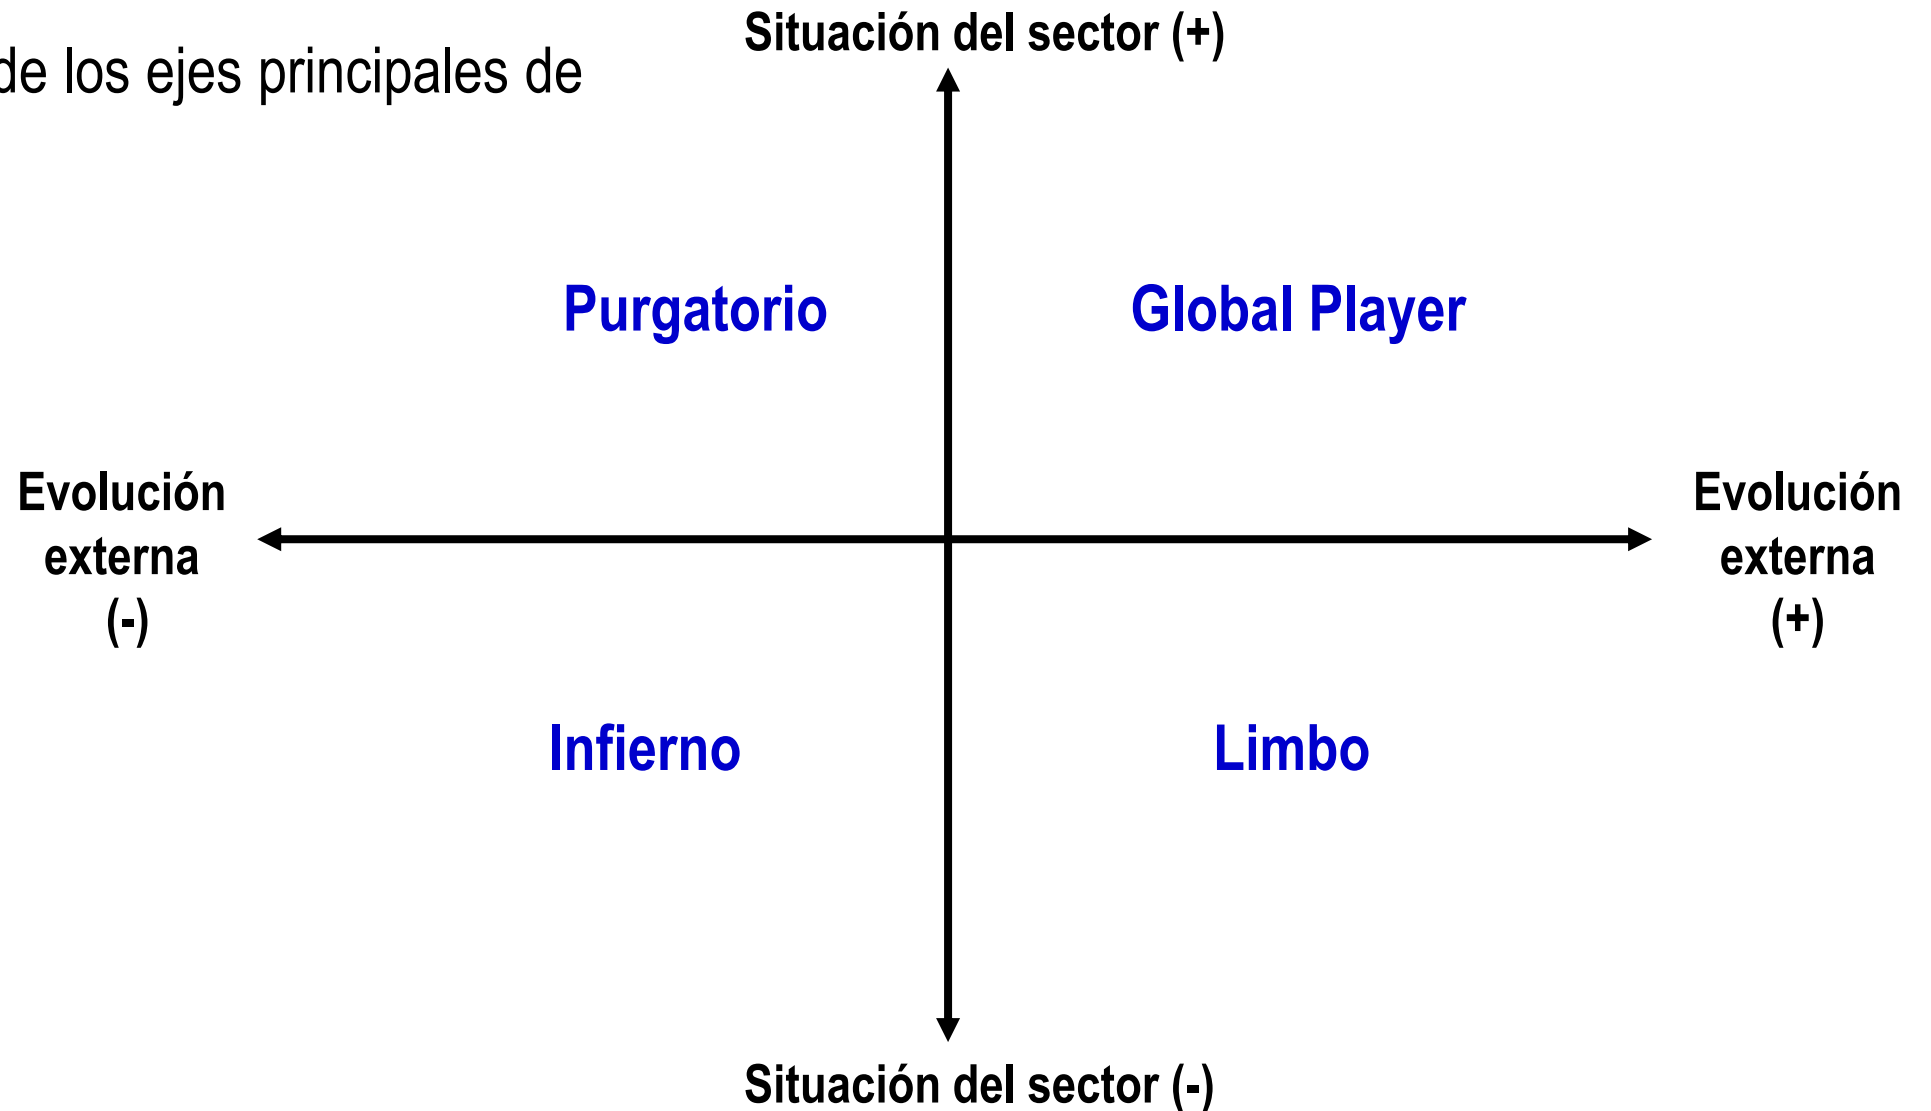 Situación del sector (+)
de los ejes principales de
Purgatorio
Global Player
Evolución
externa
(-)
Evolución
externa
(+)
Infierno
Limbo
Situación del sector (-)